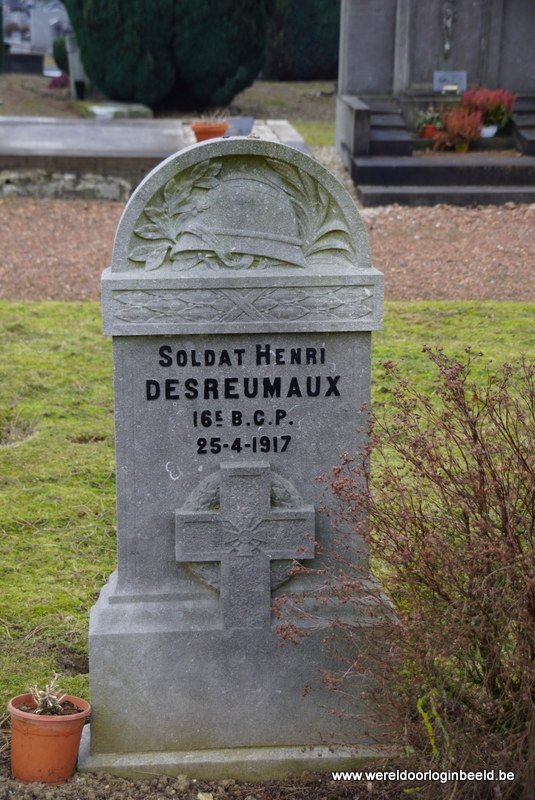 SOLDAT HENRI
DESREUMAUX
16E B.C.P.
25-4-1917
www.wereldoorloginbeeld.be